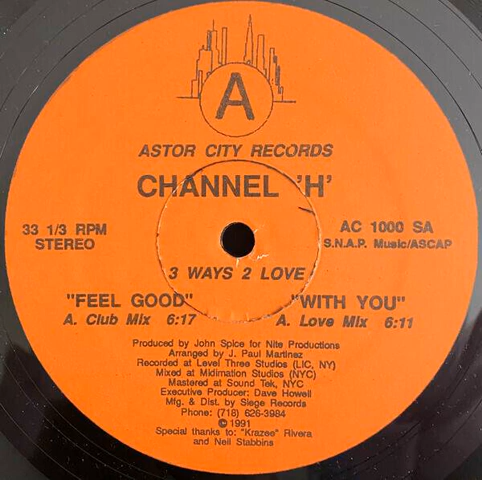 A
ASTOR CITY RECORDS
CHANNEL 'H'
33 1/3 RPM
STEREO
AC 1000 SA
S.N.A.P. Music/ASCAP
3 WAYS 2 LOVE
"FEEL GOOD"
A. Club Mix 6:17
"WITH YOU"
A. Love Mix 6:11
Produced by John Spice for Nite Productions
Arranged by J. Paul Martinez
Recorded at Level Three Studios (LIC, NY)
Mixed at Midimation Studios (NYC)
Mastered at Sound Tek, NYC
Executive Producer: Dave Howell
Mfg. & Dist. by Siege Records
Phone: (718) 626-3984
©1991
Special thanks to: "Krazee" Rivera
and Neil Stabbins